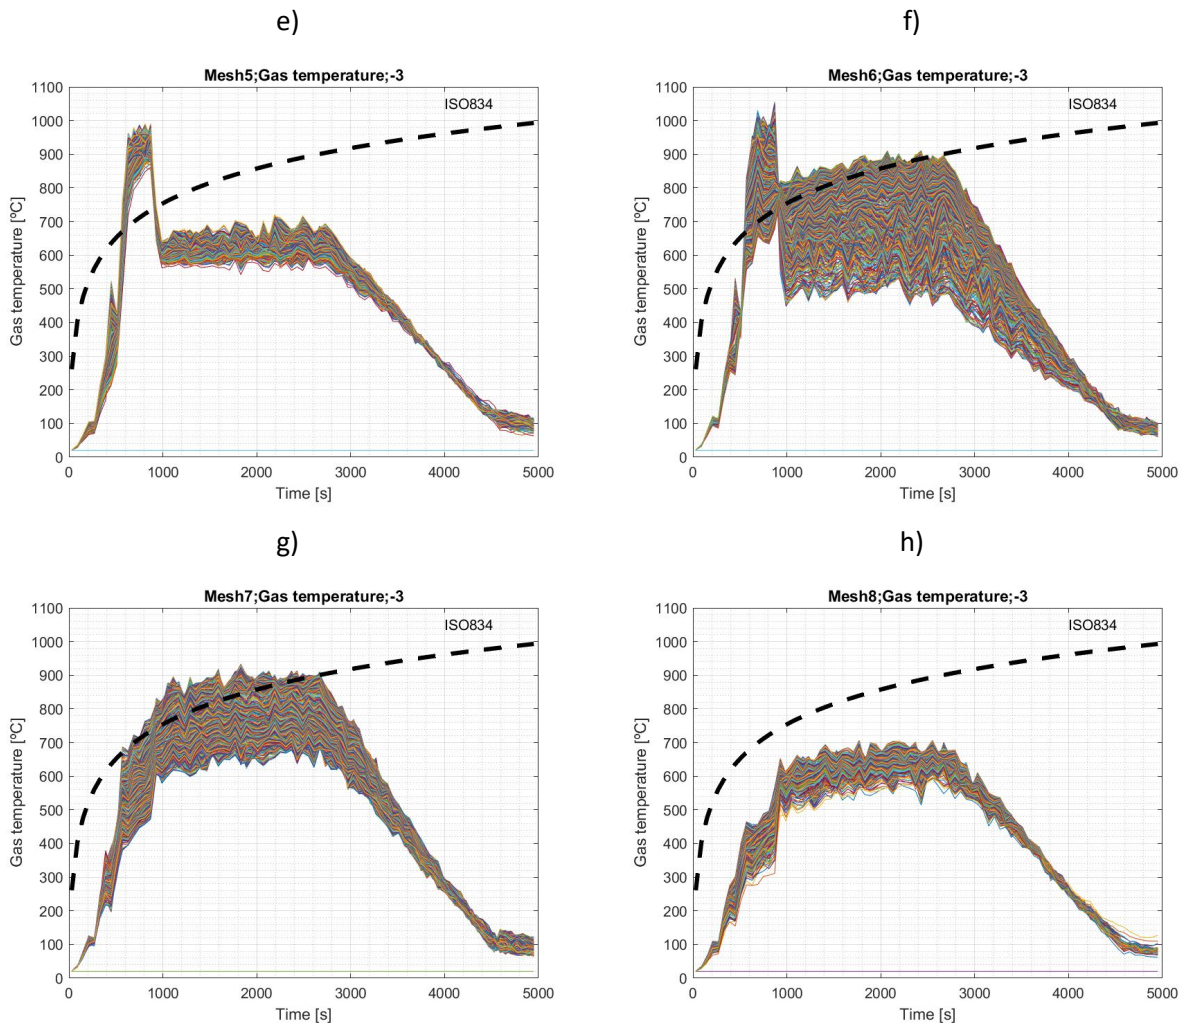 e)
f)
Mesh5;Gas temperature;-3
1100
1000
900
800
700
600
500
400
300
200
100
0
Gas temperature [ºC]
ISO834
0 1000 2000 3000 4000 5000
Time [s]
Mesh6;Gas temperature;-3
1100
1000
900
800
700
600
500
400
300
200
100
0
Gas temperature [ºC]
ISO834
0 1000 2000 3000 4000 5000
Time [s]
g)
h)
Mesh7;Gas temperature;-3
1100
1000
900
800
700
600
500
400
300
200
100
0
Gas temperature [ºC]
ISO834
0 1000 2000 3000 4000 5000
Time [s]
Mesh8;Gas temperature;-3
1100
1000
900
800
700
600
500
400
300
200
100
0
Gas temperature [ºC]
ISO834
0 1000 2000 3000 4000 5000
Time [s]